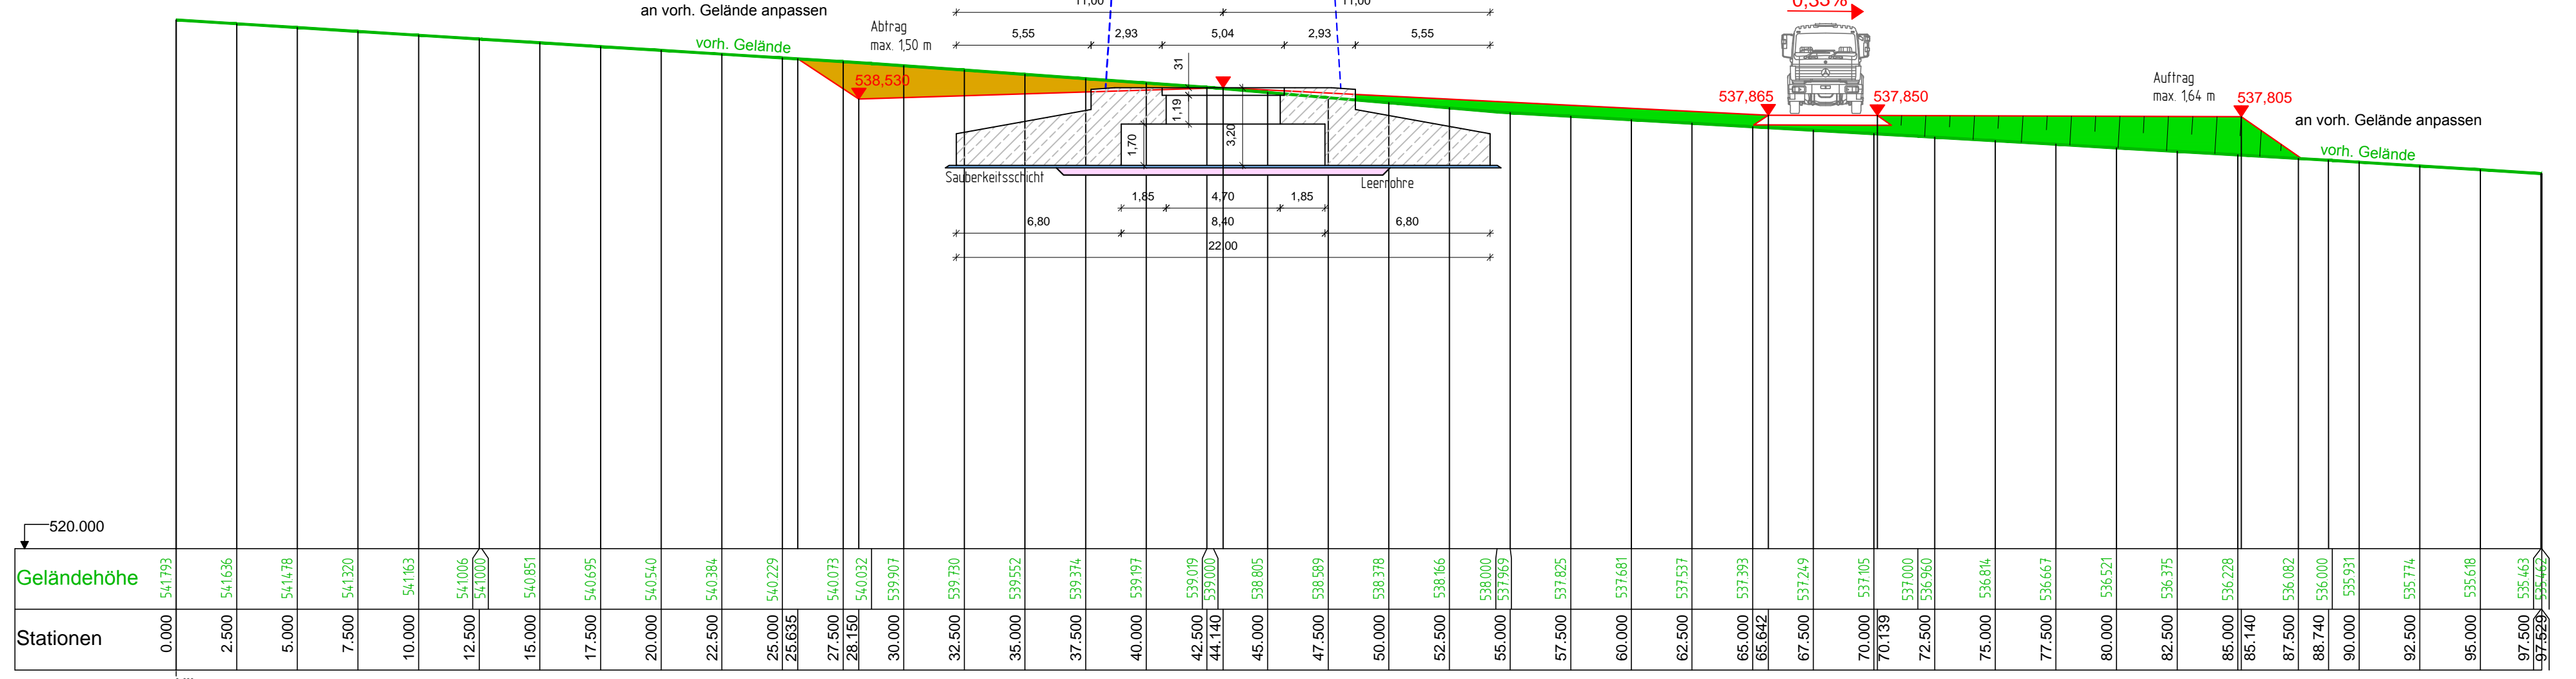 an vorh. Gelände anpassen
Abtrag
max. 1,50 m
vorh. Gelände
538,530
11,00 11,00
5,55 2,93 5,04 2,93 5,55
31
1,19
1,70
3,20
Sauberkeitsschicht
Leerrohre
1,85 4,70 1,85
6,80 8,40 6,80
22,00
0,33%
537,865
537,850
Auftrag
max. 1,64 m
537,805
an vorh. Gelände anpassen
vorh. Gelände
520.000
Geländehöhe 541.793 541.636 541.478 541.320 541.163 541.006 541.000 540.851 540.695 540.540 540.384 540.229 540.073 540.032 539.907 539.730 539.552 539.374 539.197 539.019 539.000 538.805 538.589 538.378 538.166 538.000 537.969 537.825 537.681 537.537 537.393 537.249 537.105 537.000 536.960 536.814 536.667 536.521 536.375 536.228 536.082 536.000 535.931 535.774 535.618 535.463 535.462
Stationen 0.000 2.500 5.000 7.500 10.000 12.500 15.000 17.500 20.000 22.500 25.000 25.635 27.500 28.150 30.000 32.500 35.000 37.500 40.000 42.500 44.140 45.000 47.500 50.000 52.500 55.000 57.500 60.000 62.500 65.000 65.642 67.500 70.000 70.139 72.500 75.000 77.500 80.000 82.500 85.000 85.140 87.500 88.740 90.000 92.500 95.000 97.500 97.529